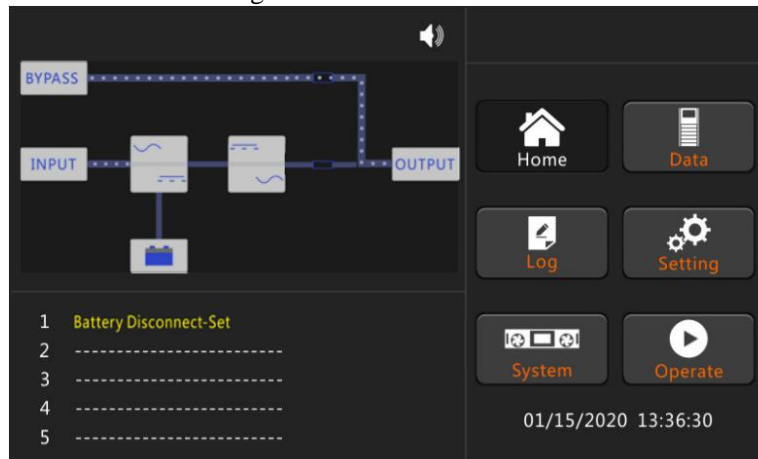 BYPASS
INPUT
OUTPUT
1 Battery Disconnect-Set
2 --------------------------
3 --------------------------
4 --------------------------
5 --------------------------
Home
Data
Log
Setting
System
Operate
01/15/2020 13:36:30